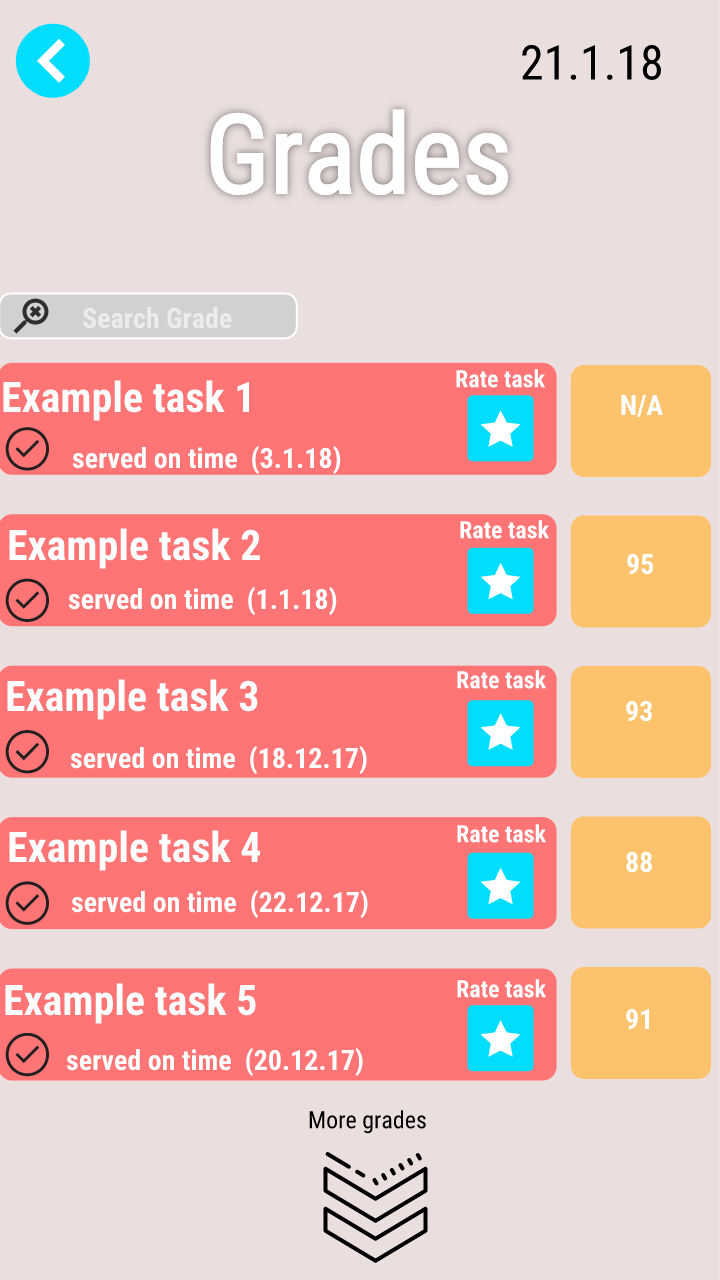 21.1.18
Grades
Search Grade
Example task 1
Rate task
served on time (3.1.18)
N/A
Example task 2
Rate task
served on time (1.1.18)
95
Example task 3
Rate task
served on time (18.12.17)
93
Example task 4
Rate task
served on time (22.12.17)
88
Example task 5
Rate task
served on time (20.12.17)
91
More grades